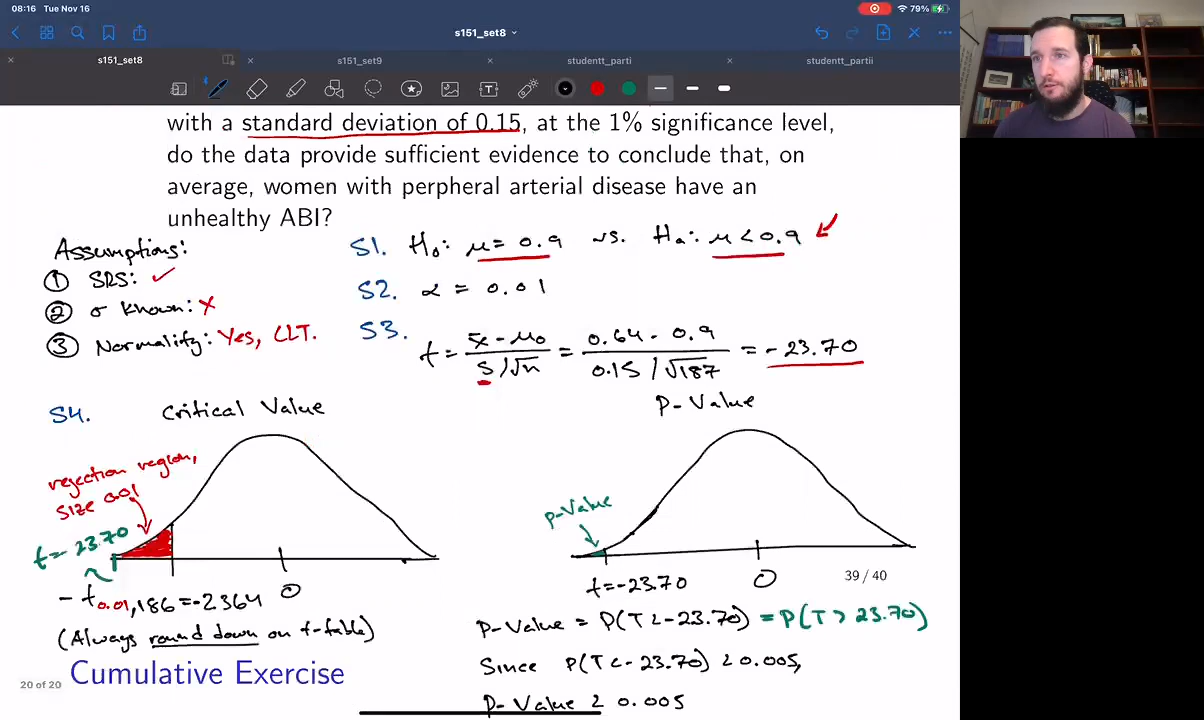 08:16 Tue Nov 16
79%
s151_set8
s151_set8
s151_set9
studentt_parti
studentt_partii
with a standard deviation of 0.15, at the 1% significance level,
do the data provide sufficient evidence to conclude that, on
average, women with perpheral arterial disease have an
unhealthy ABI?
Assumptions:
① SRS: ✓
② σ known: ✗
③ Normality: Yes, CLT.
S1. H₀: μ = 0.9 vs. Hₐ: μ < 0.9
S2. α = 0.01
S3. t = (x̄ - μ₀)/(s/√n) = (0.64 - 0.9)/(0.15/√187) = -23.70
S4. Critical Value
rejection region,
size 0.01
t=-23.70
0
-t0.01,186 = -2.364
(Always round down on t-table)
P-Value
p-Value
t=-23.70
0
39 / 40
P-Value = P(T < -23.70) = P(T > 23.70)
Since P(T < -23.70) < 0.005,
P-Value < 0.005
20 of 20
Cumulative Exercise